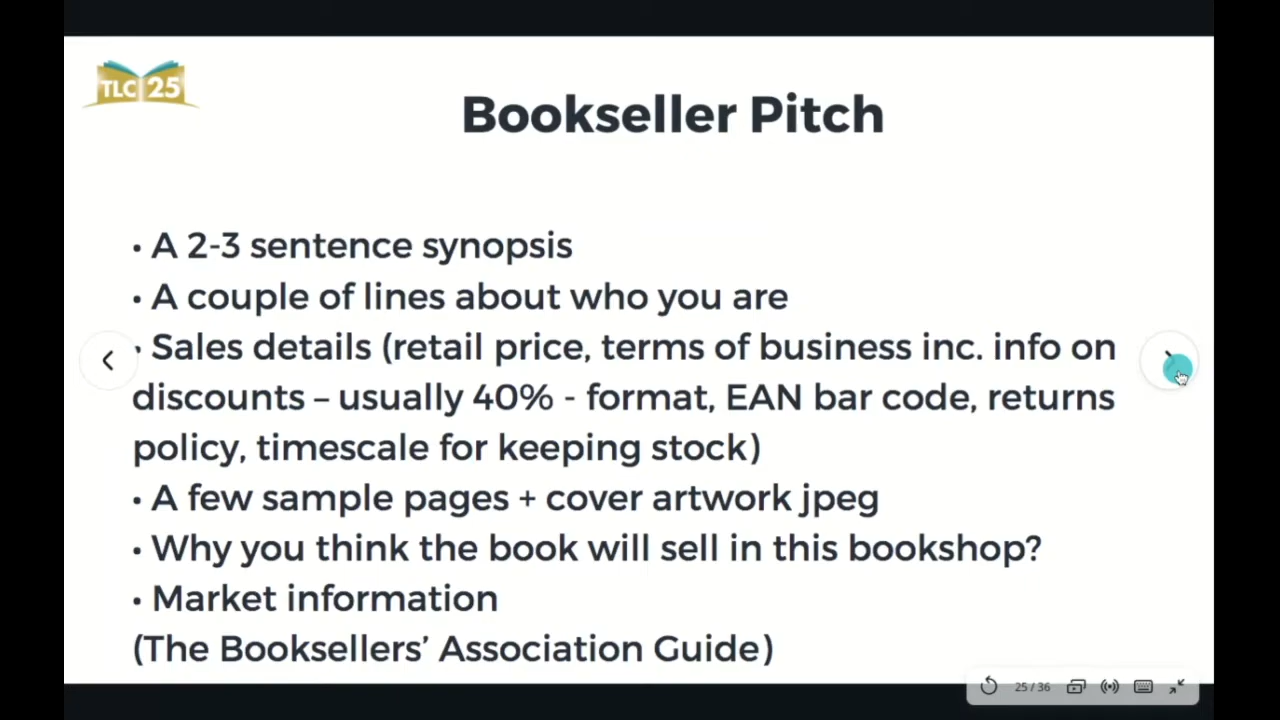 TLC 25
Bookseller Pitch
• A 2-3 sentence synopsis
• A couple of lines about who you are
• Sales details (retail price, terms of business inc. info on
discounts – usually 40% - format, EAN bar code, returns
policy, timescale for keeping stock)
• A few sample pages + cover artwork jpeg
• Why you think the book will sell in this bookshop?
• Market information
(The Booksellers’ Association Guide)
25 / 36